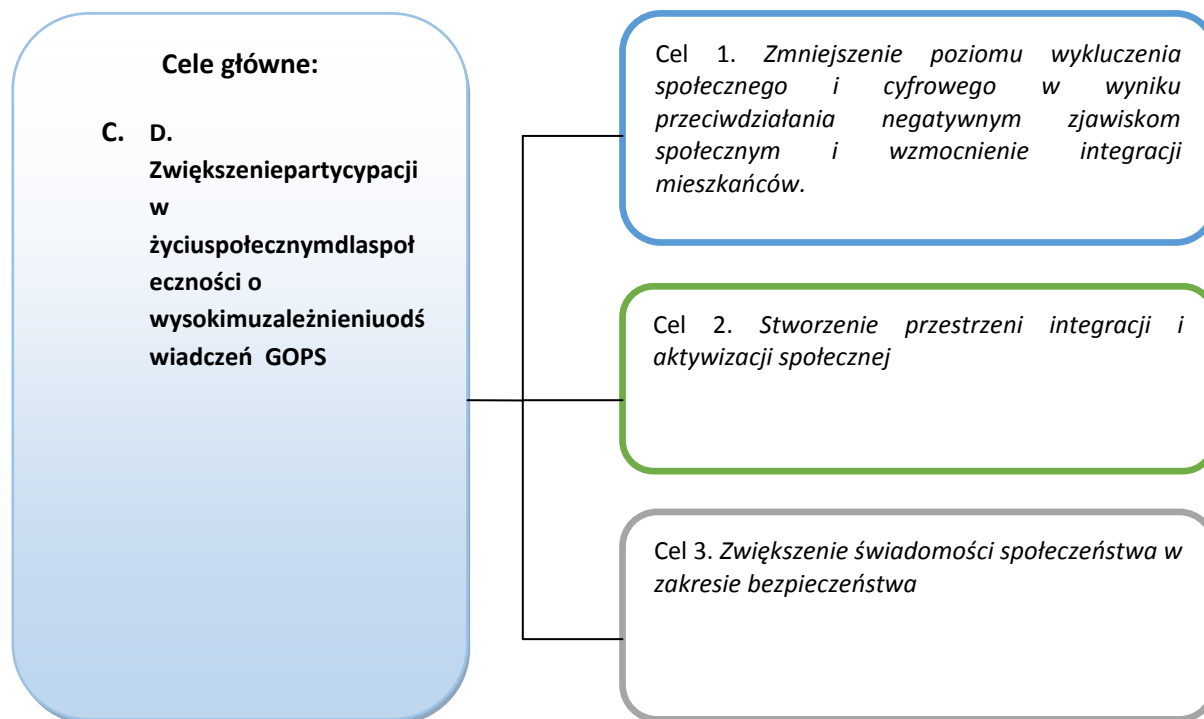 Cele główne:
C. D.
Zwiększeniepartycypacji
w
życiuspołecznymdlaspoł
eczności o
wysokimuzależnieniuodś
wiadczeń GOPS
Cel 1. Zmniejszenie poziomu wykluczenia
społecznego i cyfrowego w wyniku
przeciwdziałania negatywnym zjawiskom
społecznym i wzmocnienie integracji
mieszkańców.
Cel 2. Stworzenie przestrzeni integracji i
aktywizacji społecznej
Cel 3. Zwiększenie świadomości społeczeństwa w
zakresie bezpieczeństwa